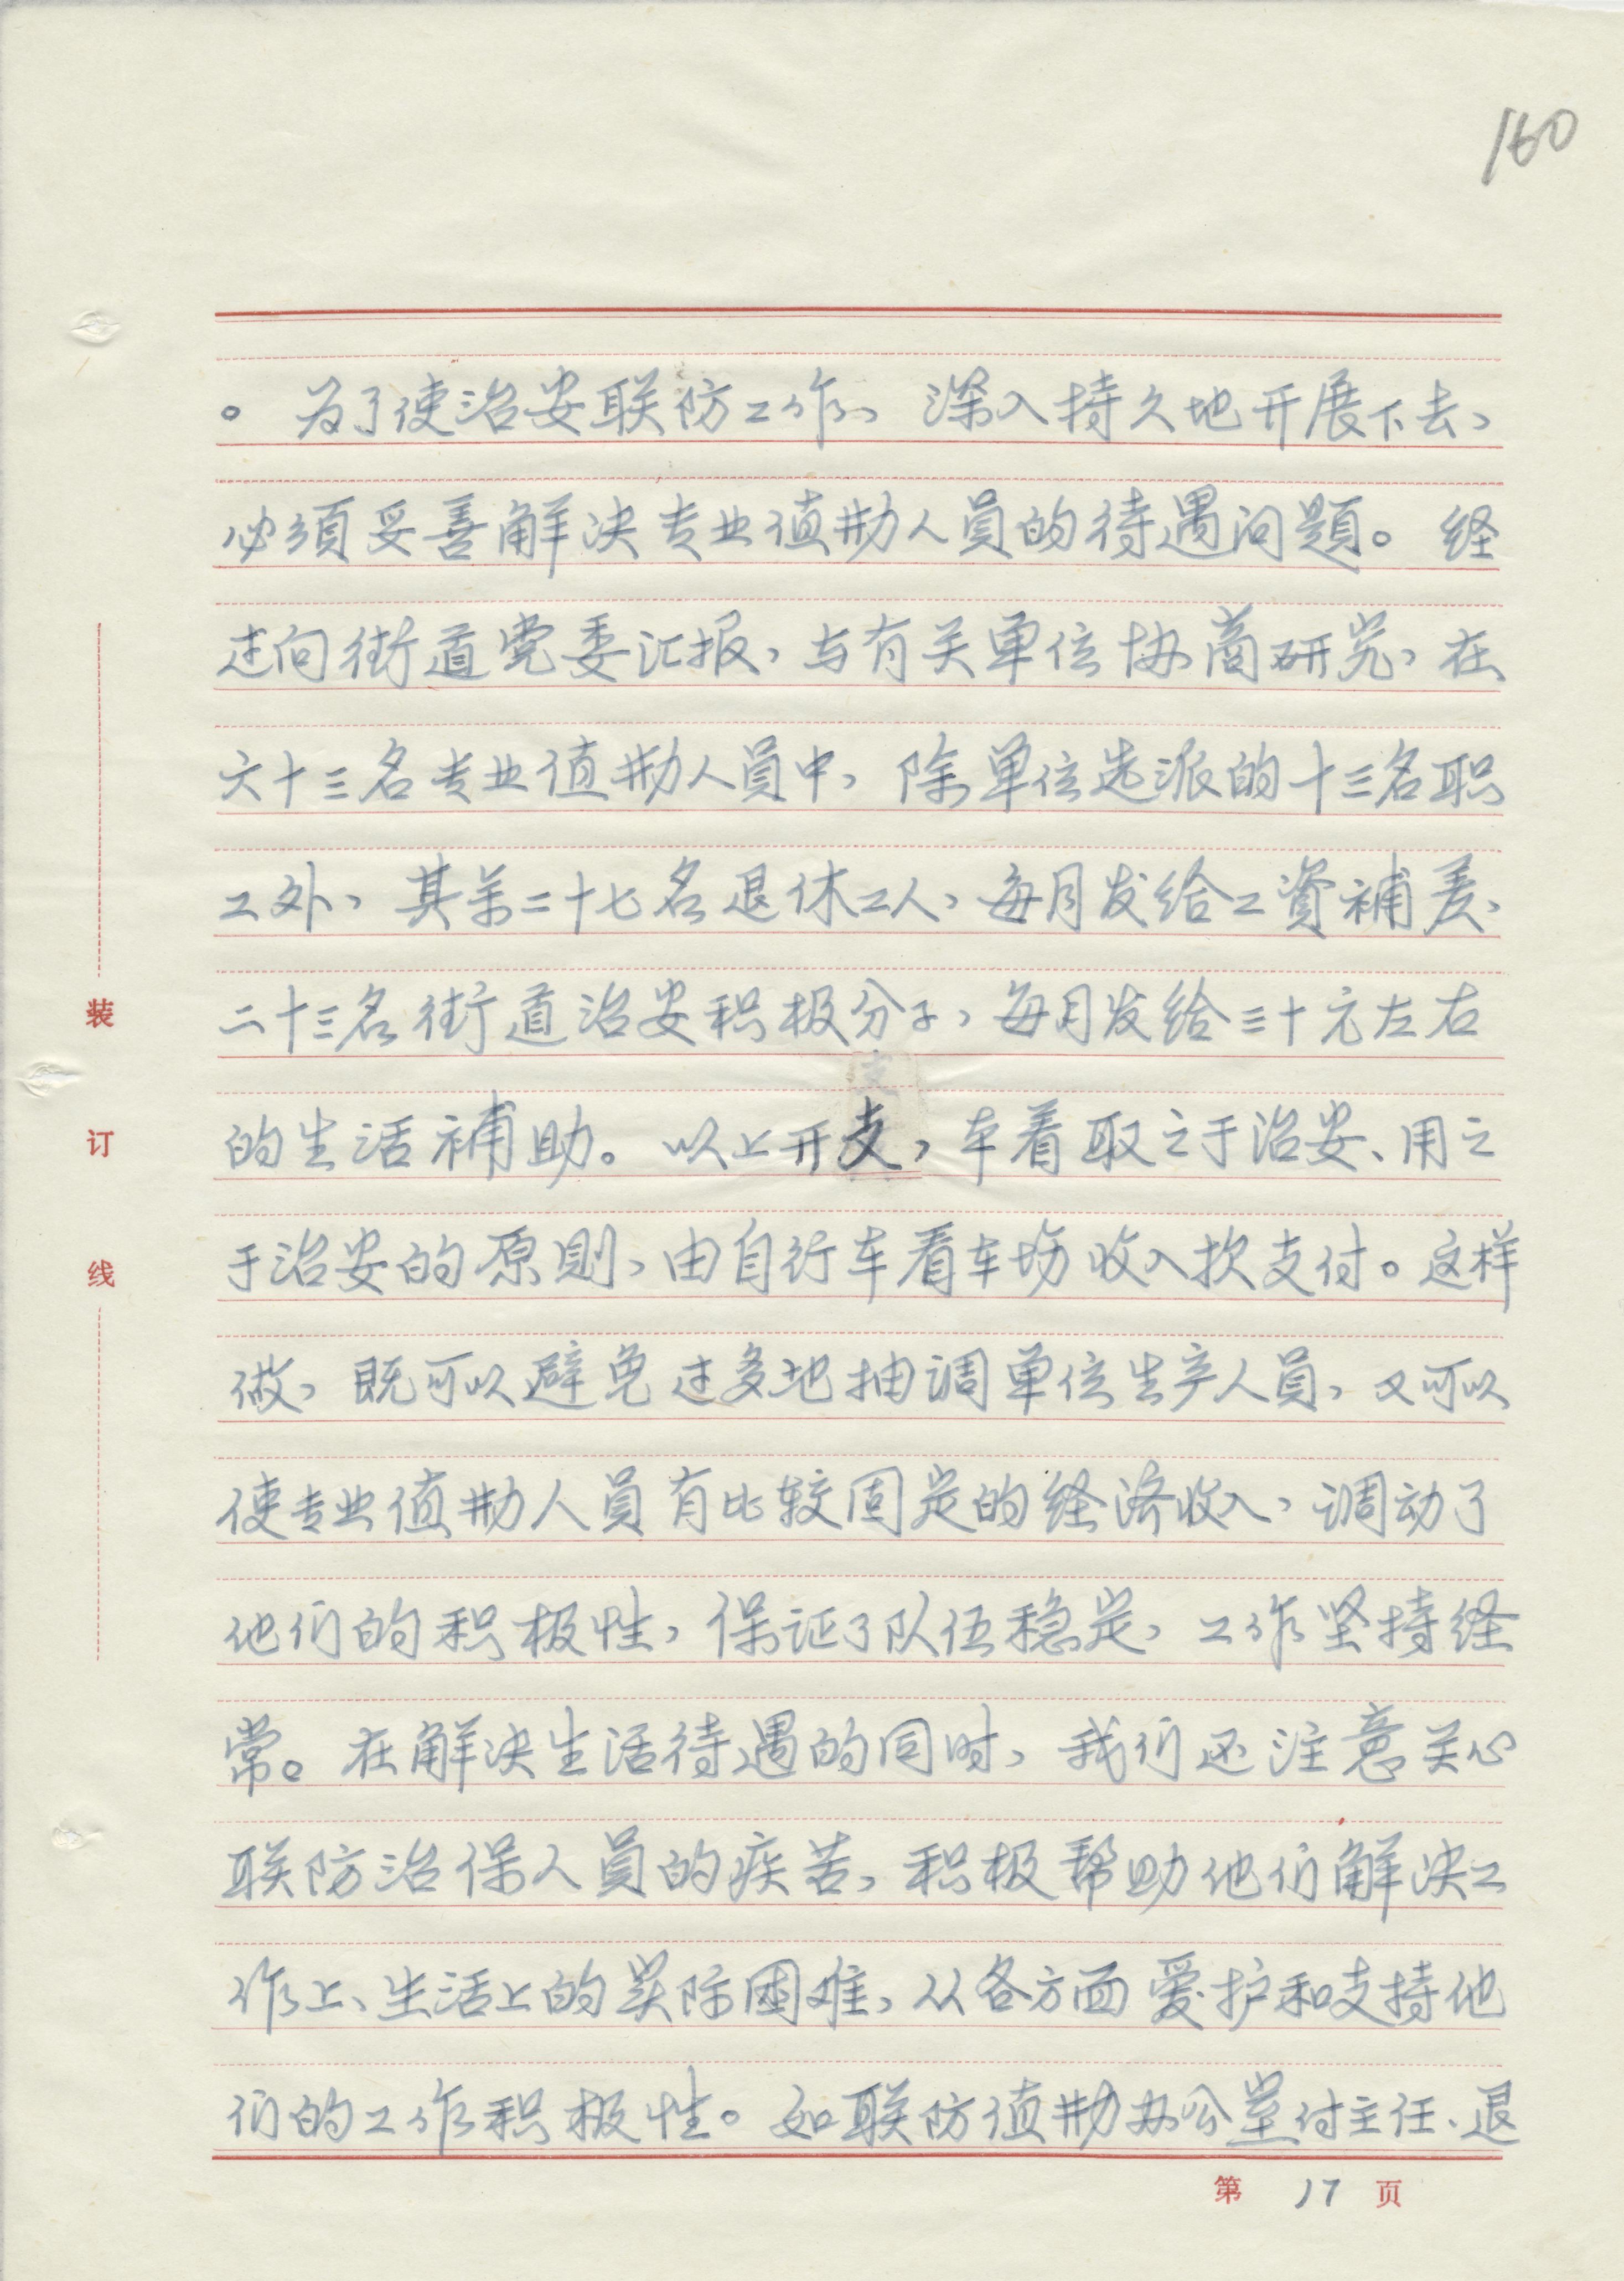 160
。为了使治安联防工作、深入持久地开展下去，
必须妥善解决专业值勤人员的待遇问題。经
过向街道党委汇报，与有关单位协商研究，在
六十三名专业值勤人员中，除单位选派的十三名职
工外，其余二十七名退休工人，每月发给工資補差、
二十三名街道治安积极分子，每月发给三十元左右
的生活補助。以上开支，本着取之于治安、用之
于治安的原则，由自行车看车场收入款支付。这样
做，既可以避免过多地抽调单位生产人员，又可以
使专业值勤人员有比较固定的经济收入，调动了
他们的积极性，保证了队伍稳定，工作坚持经
常。在解决生活待遇的同时，我们还注意关心
联防治保人员的疾苦，积极帮助他们解决工
作上、生活上的实际困难，从各方面爱护和支持他
们的工作积极性。如联防值勤办公室付主任、退
装
订
线
第 17 页